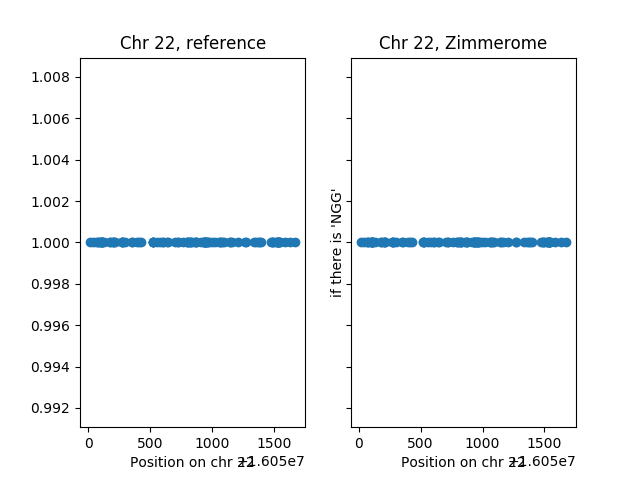 Chr 22, reference
Chr 22, Zimmerome
1.008
1.006
1.004
1.002
1.000
0.998
0.996
0.994
0.992
if there is 'NGG'
0 500 1000 1500
0 500 1000 1500
+1.605e7
+1.605e7
Position on chr 22
Position on chr 22